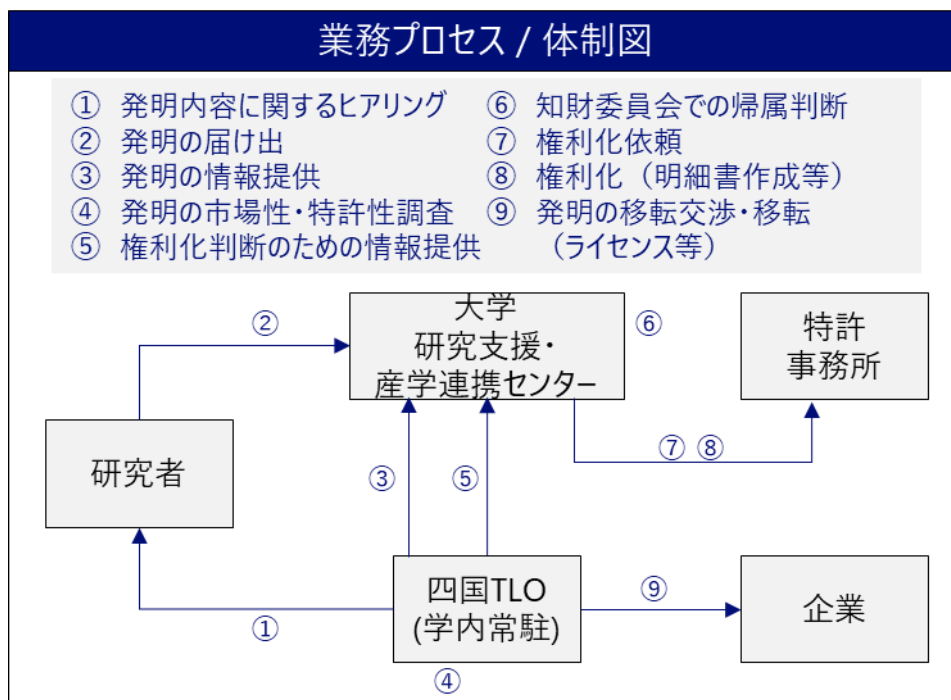 業務プロセス / 体制図
① 発明内容に関するヒアリング
② 発明の届け出
③ 発明の情報提供
④ 発明の市場性・特許性調査
⑤ 権利化判断のための情報提供
⑥ 知財委員会での帰属判断
⑦ 権利化依頼
⑧ 権利化（明細書作成等）
⑨ 発明の移転交渉・移転
（ライセンス等）
大学
研究支援・
産学連携センター
⑥
特許
事務所
②
研究者
③
⑤
⑦ ⑧
四国TLO
(学内常駐)
①
④
⑨
企業